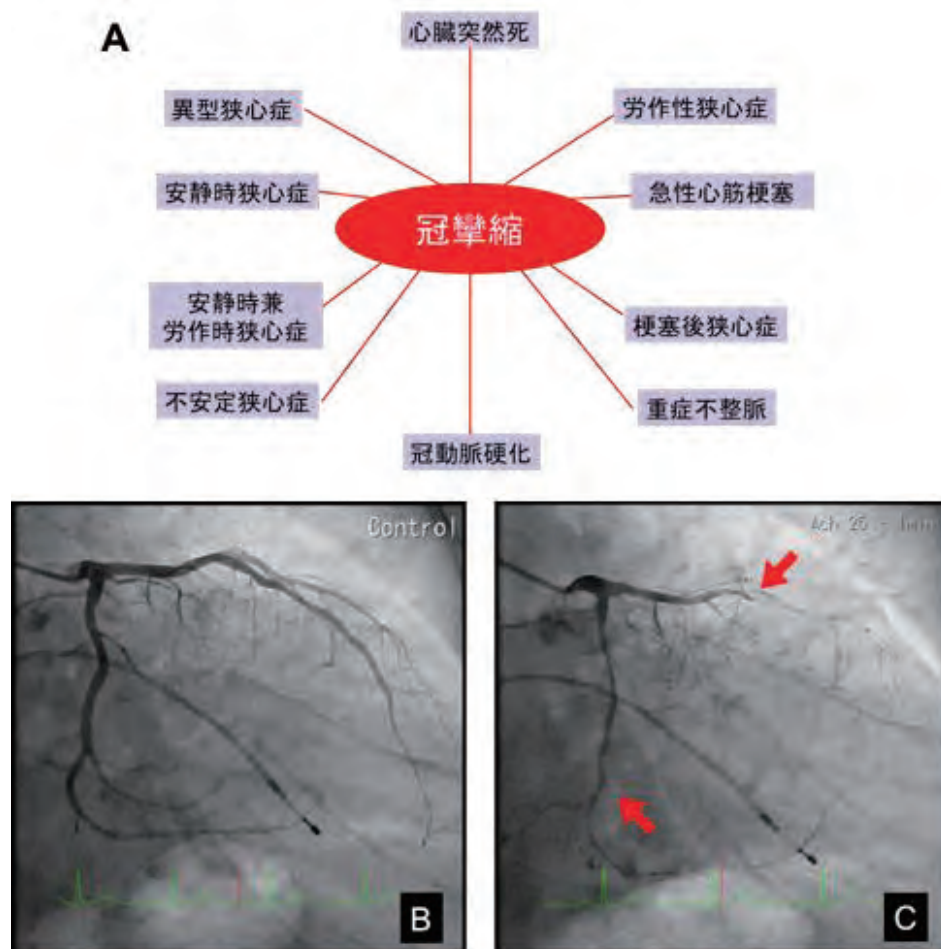 A
心臓突然死
異型狭心症
労作性狭心症
安静時狭心症
急性心筋梗塞
冠攣縮
安静時兼
労作時狭心症
梗塞後狭心症
不安定狭心症
重症不整脈
冠動脈硬化
Control
Ach 25 - 1min
B
C